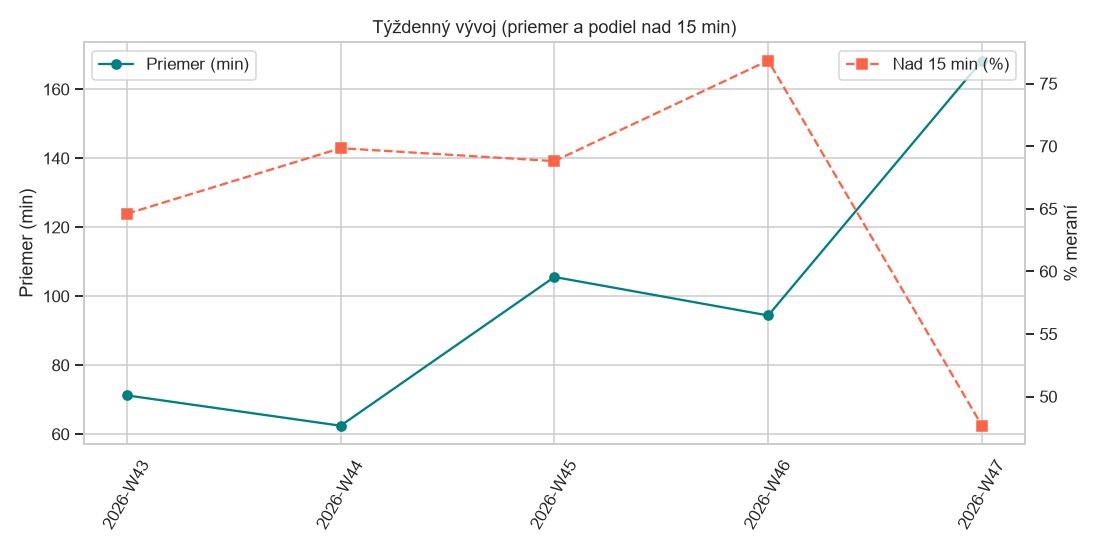 Týždenný vývoj (priemer a podiel nad 15 min)
Priemer (min)
Nad 15 min (%)
Priemer (min)
160
140
120
100
80
60
75
70
65
60
55
50
% meraní
2026-W43
2026-W44
2026-W45
2026-W46
2026-W47